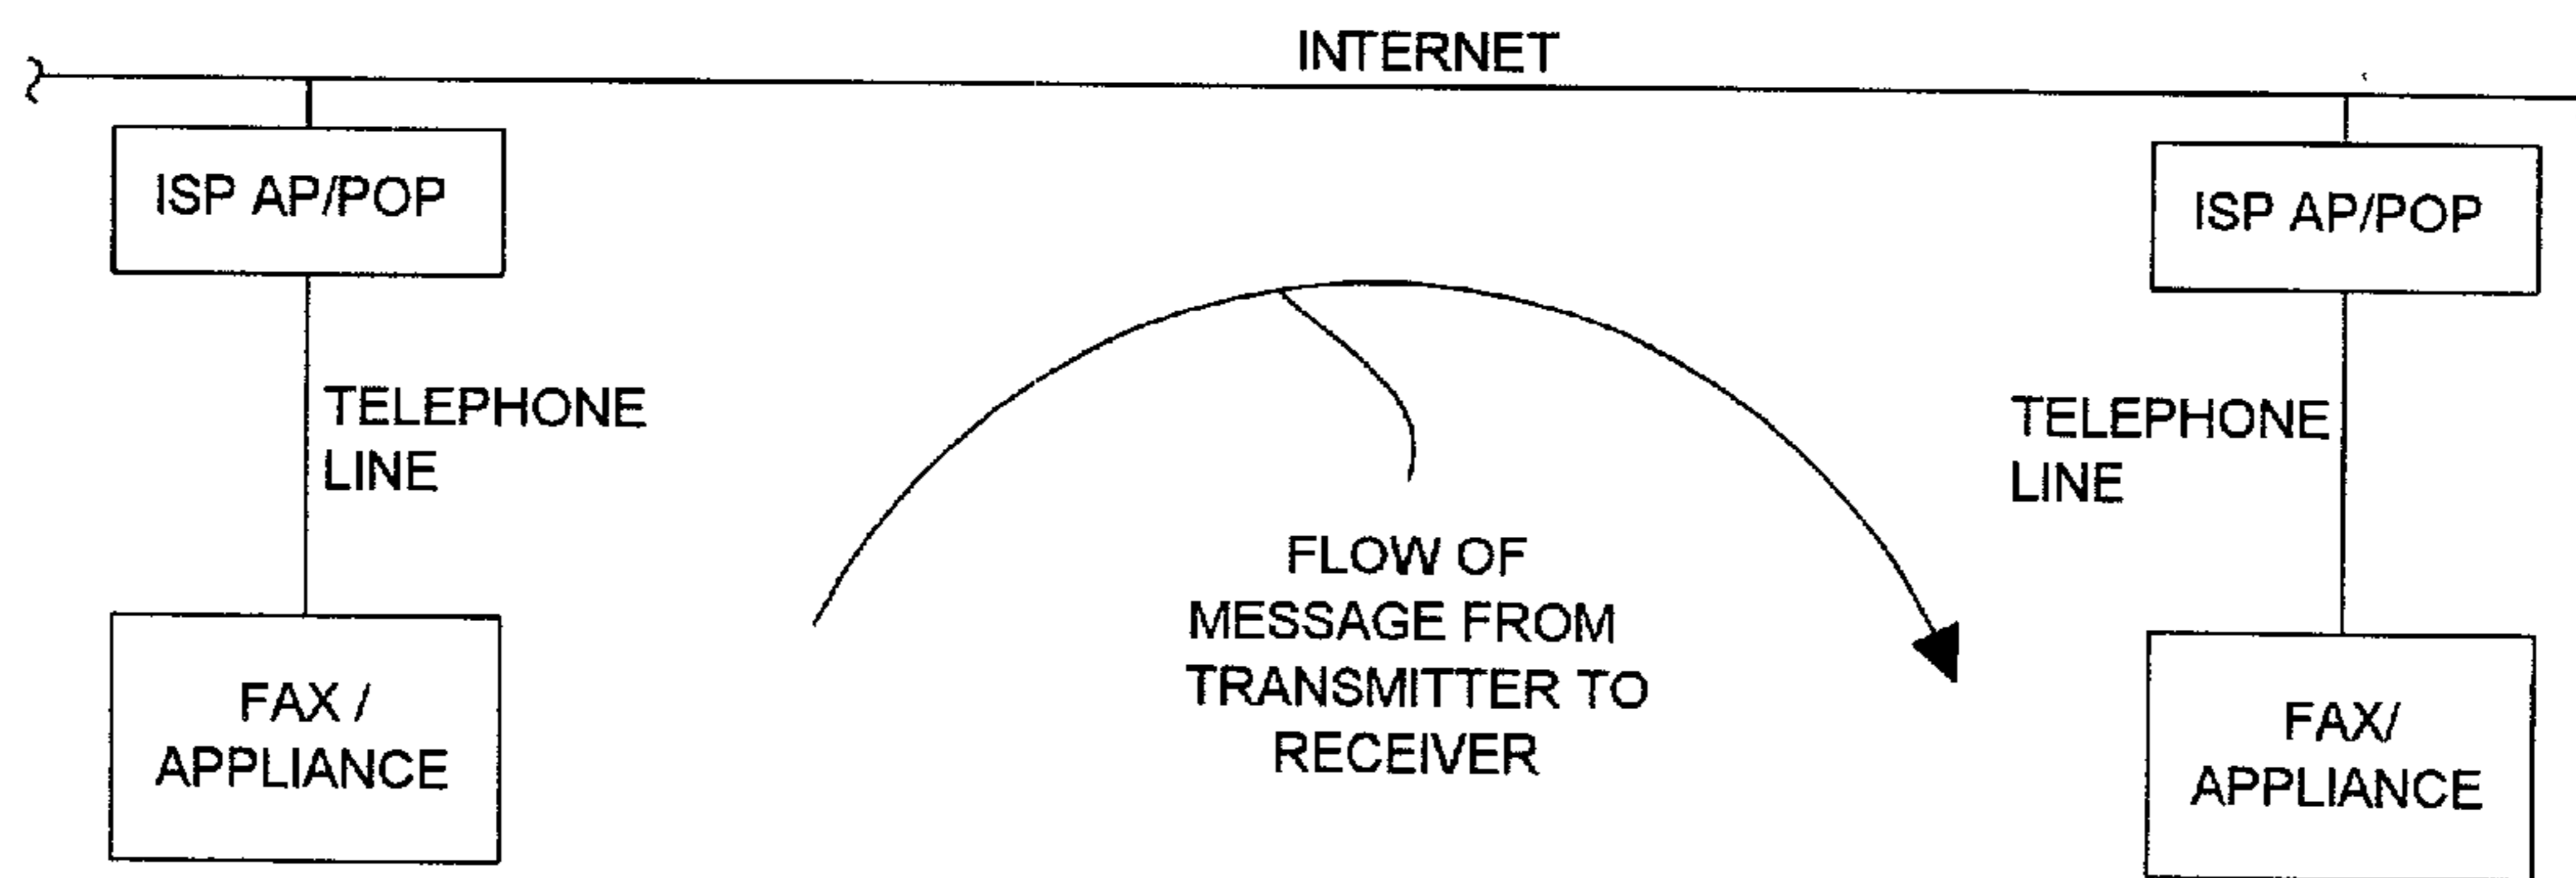 INTERNET
ISP AP/POP
ISP AP/POP
TELEPHONE
LINE
TELEPHONE
LINE
FLOW OF
MESSAGE FROM
TRANSMITTER TO
RECEIVER
FAX /
APPLIANCE
FAX/
APPLIANCE